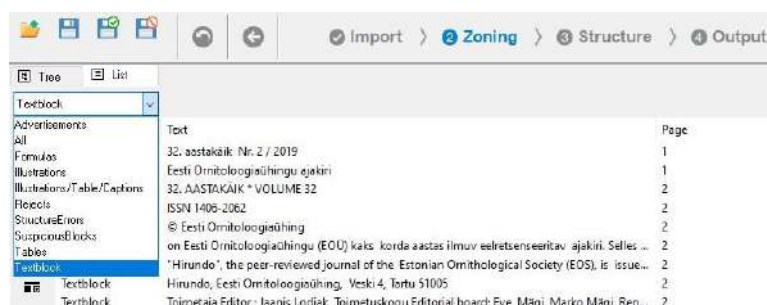 Import > 2 Zoning > 3 Structure > 4 Output
Tree List
Textblock
Advertisements
All
Formulas
Illustrations
Illustrations/Table/Captions
Rejects
StructureErrors
SuspiciousBlocks
Tables
Textblock
Text Page
32. aastakäik Nr. 2 / 2019 1
Eesti Ornitoloogiaühingu ajakiri 1
32. AASTAKÄIK * VOLUME 32 2
ISSN 1406-2062 2
© Eesti Ornitoloogiaühing 2
on Eesti Ornitoloogiaühingu (EOÜ) kaks korda aastas ilmuv eelretsenseeritav ajakiri. Selles ... 2
"Hirundo", the peer-reviewed journal of the Estonian Ornithological Society (EOS), is issue... 2
Textblock Hirundo, Eesti Ornitoloogiaühing, Veski 4, Tartu 51005 2
Textblock Toimetaja Editor : Jaanis Lodjak Toimetuskogu Editorial board: Eve Mägi, Marko Mägi, Ren... 2